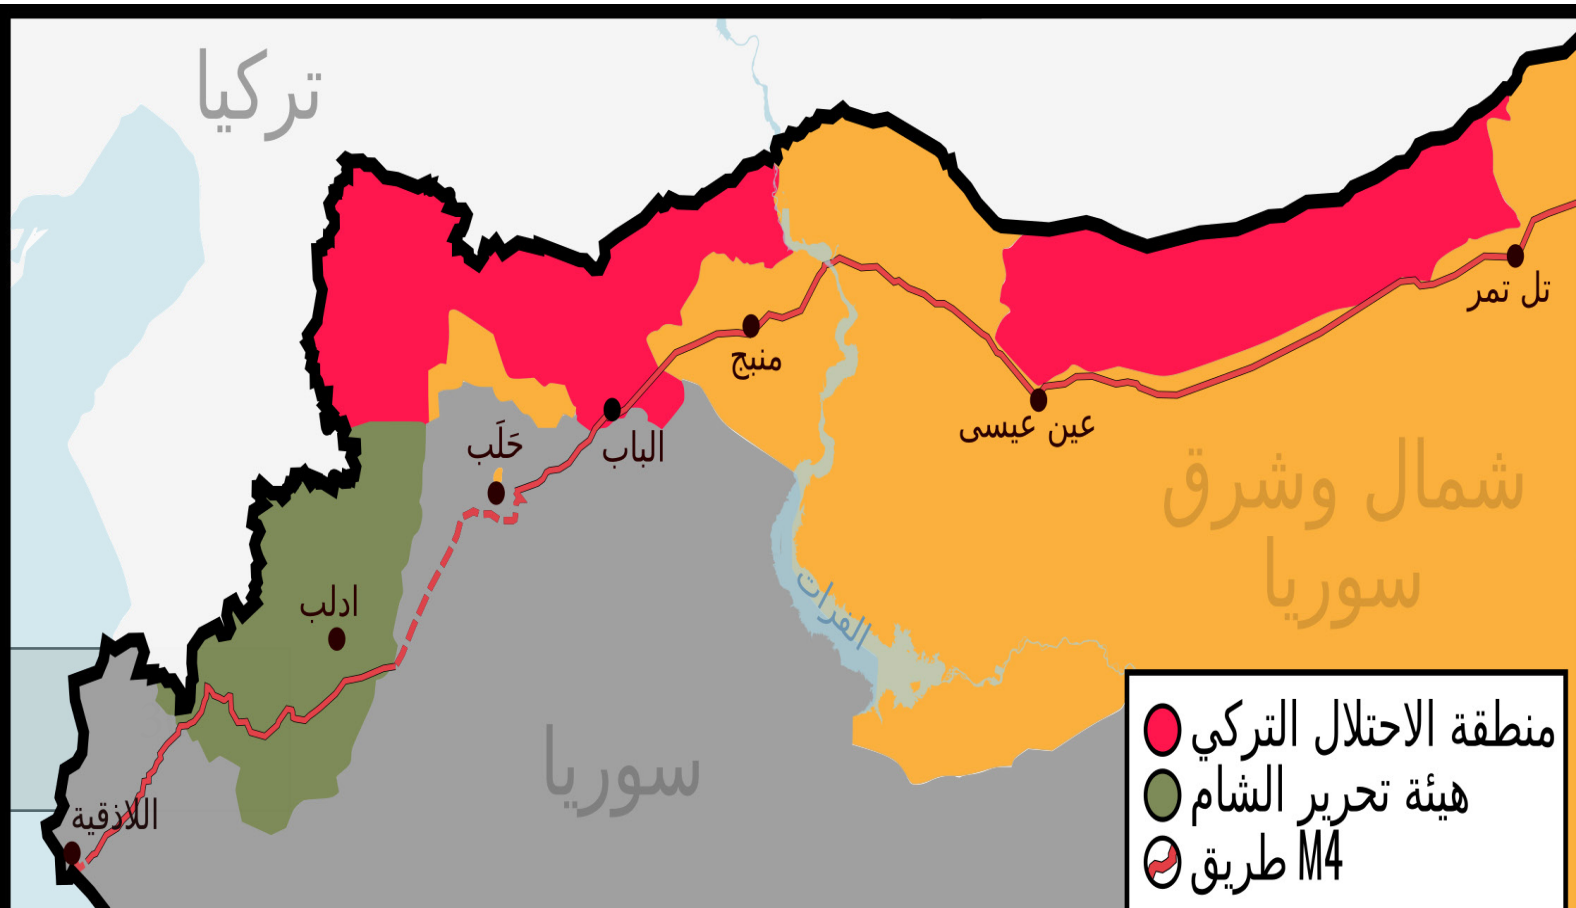 تركيا
تل تمر
منبج
عين عيسى
حَلَب
الباب
شمال وشرق
سوريا
ادلب
الفرات
سوريا
اللاذقية
منطقة الاحتلال التركي
هيئة تحرير الشام
طريق M4